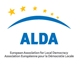 ALDA
European Association for Local Democracy
Association Européenne pour la Démocratie Locale